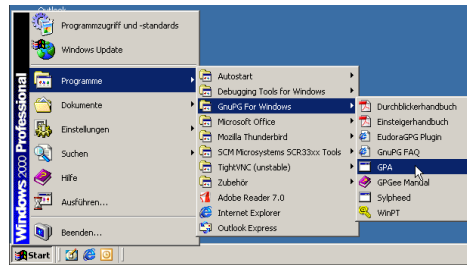 Outlook
Programmzugriff und -standards
Windows Update
Programme
Dokumente
Einstellungen
Suchen
Hilfe
Ausführen...
Beenden...
Windows 2000 Professional
Autostart
Debugging Tools for Windows
GnuPG For Windows
Microsoft Office
Mozilla Thunderbird
SCM Microsystems SCR33xx Tools
TightVNC (unstable)
Zubehör
Adobe Reader 7.0
Internet Explorer
Outlook Express
Durchblickerhandbuch
Einsteigerhandbuch
EudoraGPG Plugin
GnuPG FAQ
GPA
GPGee Manual
Sylpheed
WinPT
Start